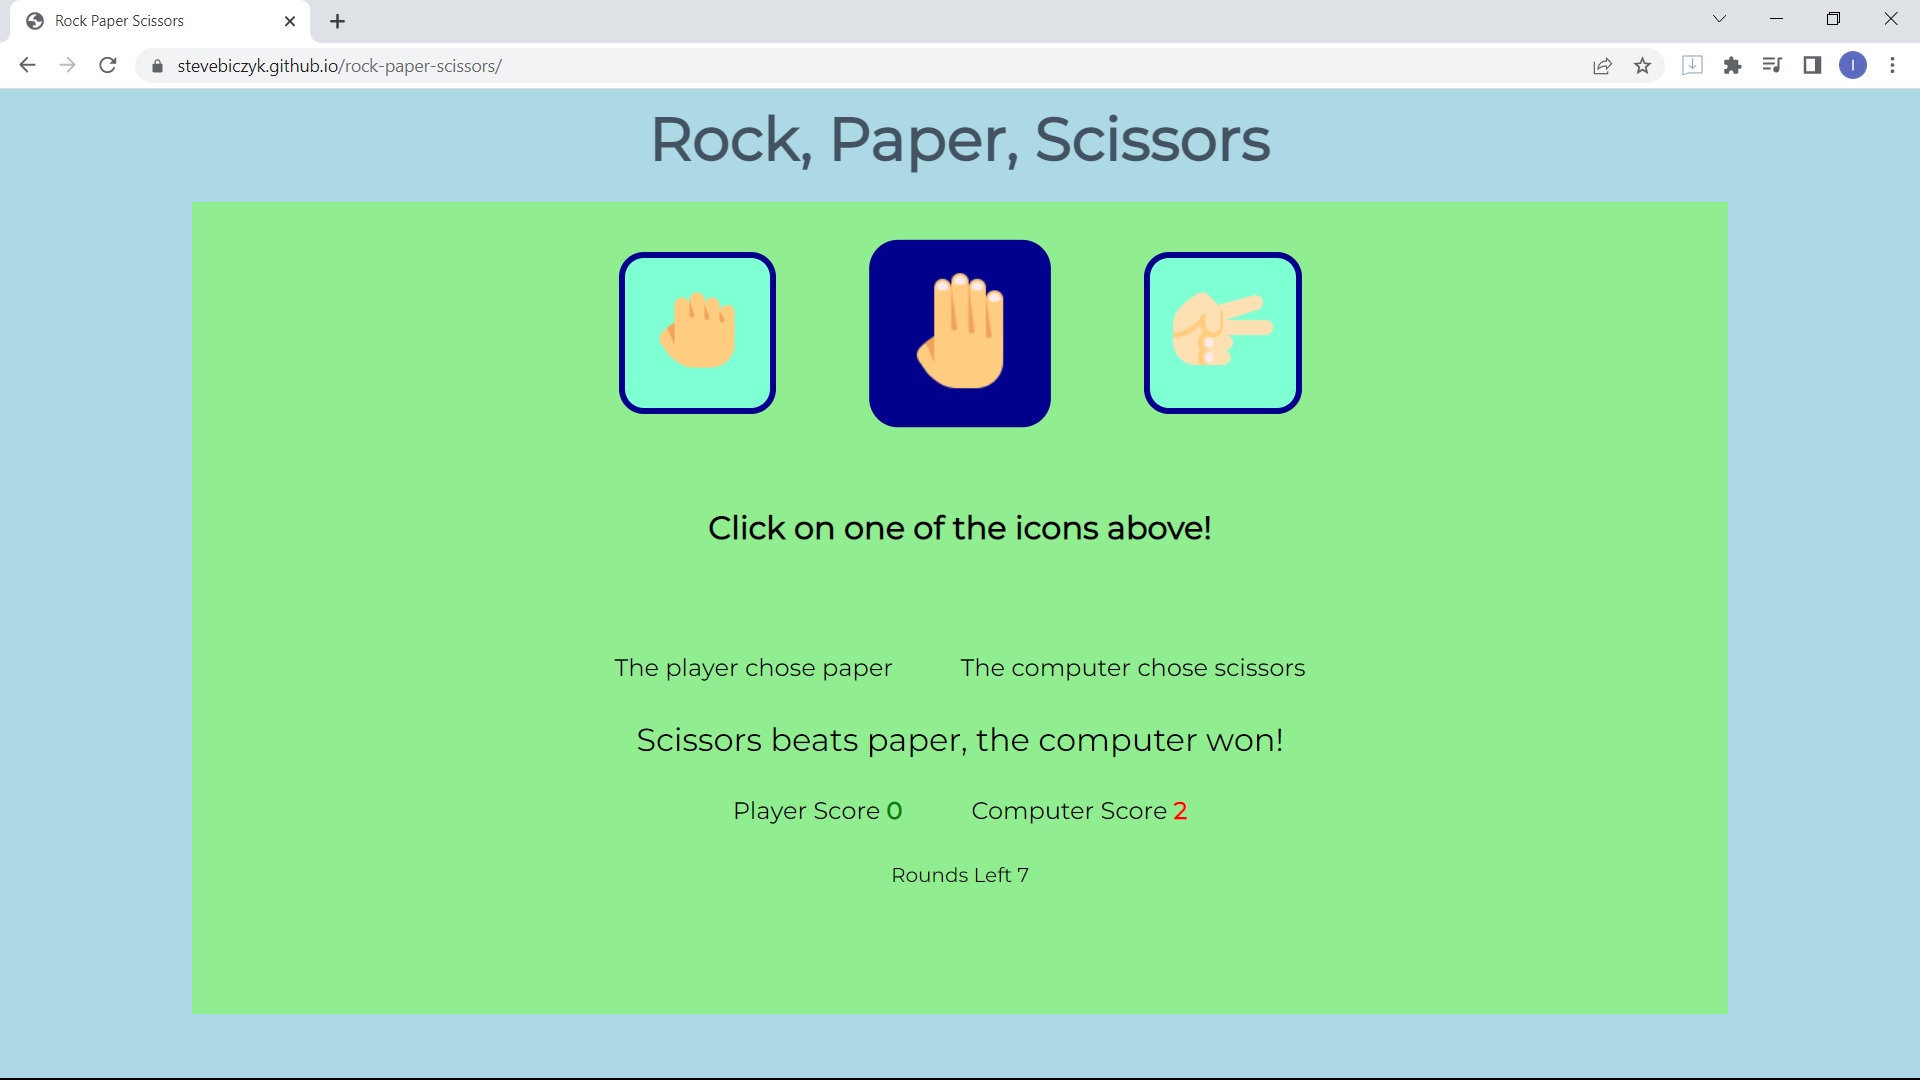 Rock Paper Scissors
stevebiczyk.github.io/rock-paper-scissors/
I
Rock, Paper, Scissors
Click on one of the icons above!
The player chose paper The computer chose scissors
Scissors beats paper, the computer won!
Player Score 0 Computer Score 2
Rounds Left 7